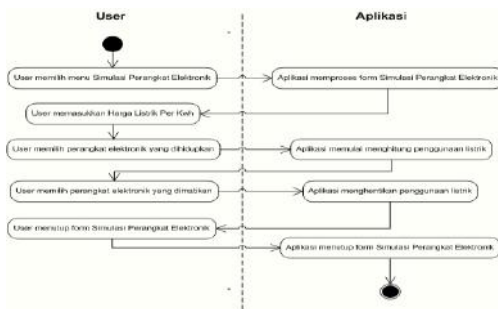 User
Aplikasi
User memilih menu Simulasi Perangkat Elektronik
Aplikasi memproses form Simulasi Perangkat Elektronik
User memasukkan Harga Listrik Per Kwh
User memilih perangkat elektronik yang dihidupkan
Aplikasi memulai menghitung penggunaan listrik
User memilih perangkat elektronik yang dimatikan
Aplikasi menghentikan penggunaan listrik
User menutup form Simulasi Perangkat Elektronik
Aplikasi menutup form Simulasi Perangkat Elektronik